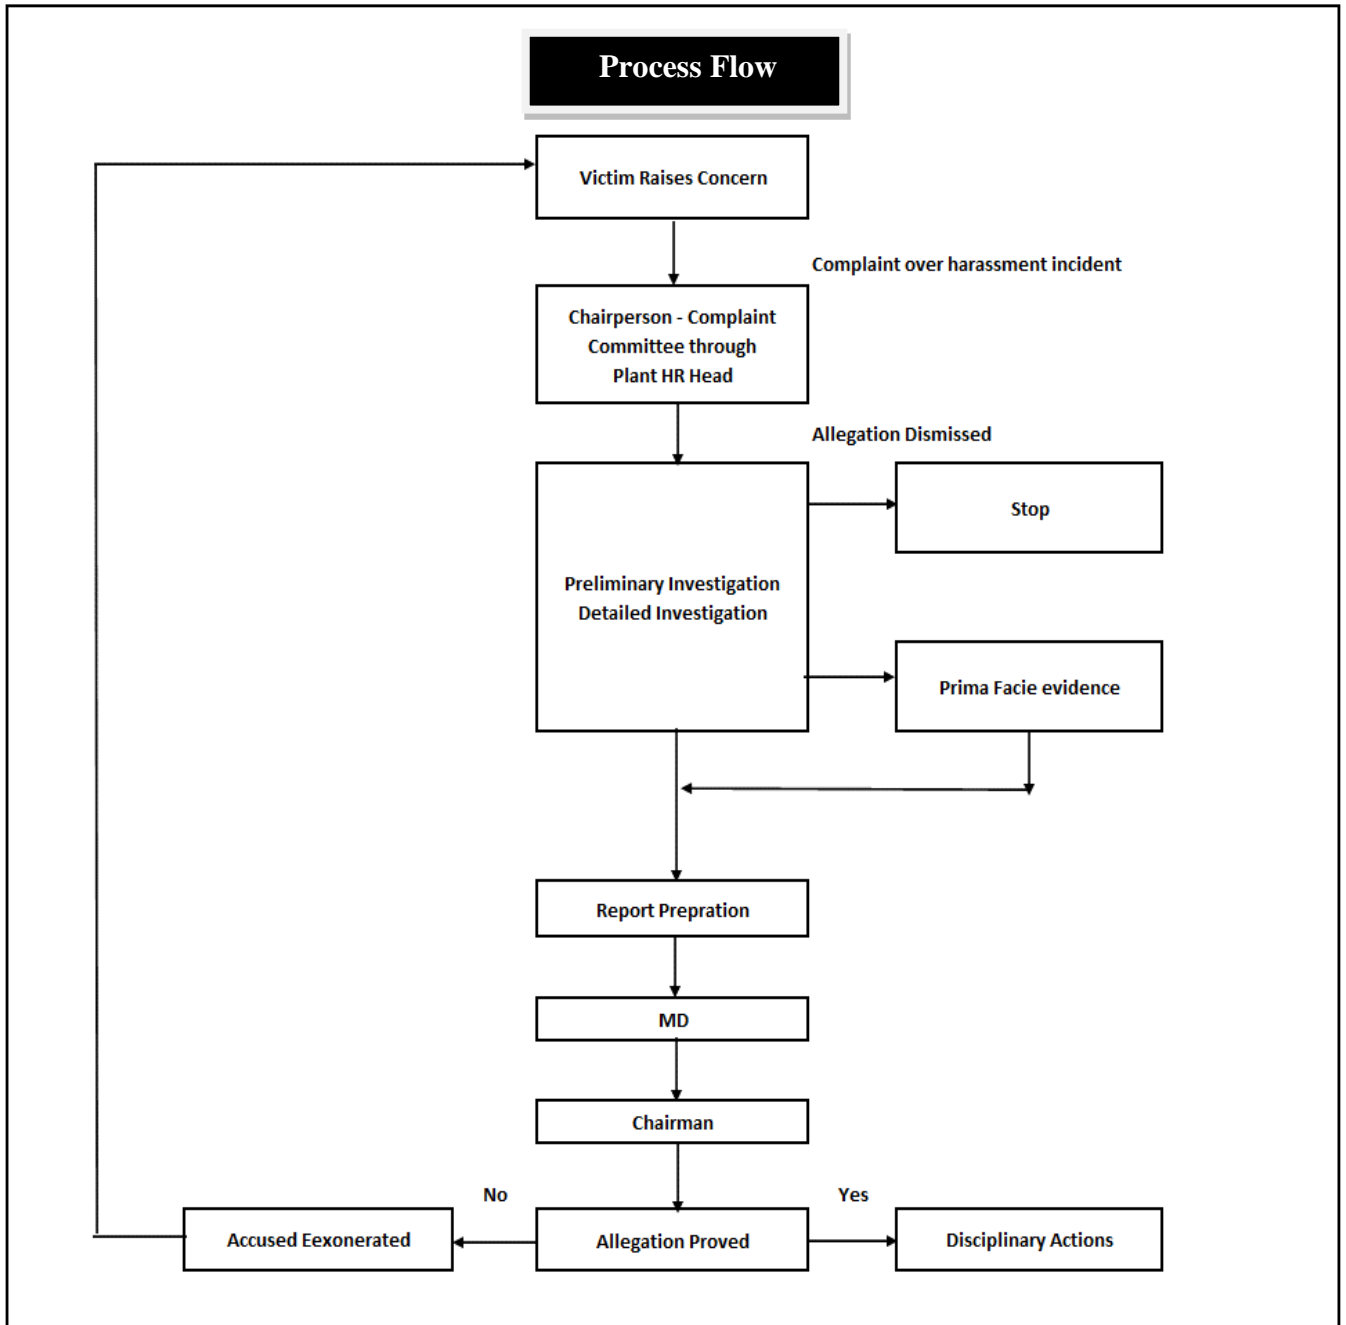 Process Flow
Victim Raises Concern
Complaint over harassment incident
Chairperson - Complaint
Committee through
Plant HR Head
Allegation Dismissed
Stop
Preliminary Investigation
Detailed Investigation
Prima Facie evidence
Report Prepration
MD
Chairman
No
Yes
Accused Eexonerated
Allegation Proved
Disciplinary Actions